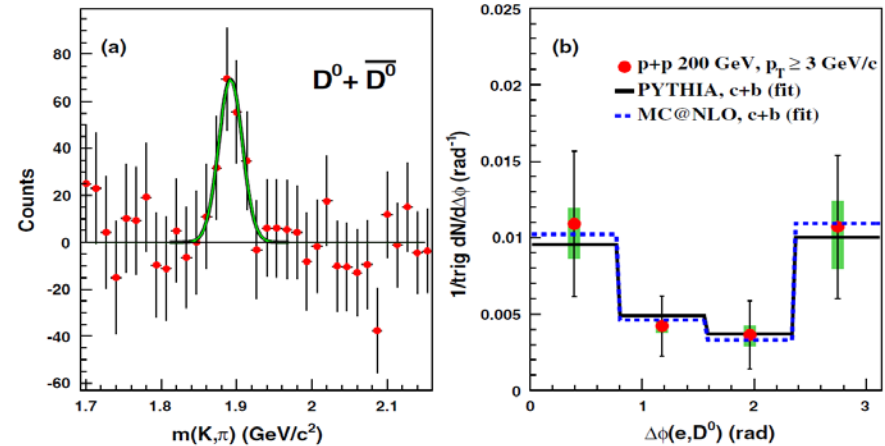 (a)
D⁰ + D̅⁰
80
60
40
20
0
-20
-40
-60
Counts
1.7
1.8
1.9
2
2.1
m(K,π) (GeV/c²)
(b)
p+p 200 GeV, p_T ≥ 3 GeV/c
PYTHIA, c+b (fit)
MC@NLO, c+b (fit)
0.025
0.02
0.015
0.01
0.005
0
1/trig dN/dΔϕ (rad⁻¹)
0
1
2
3
Δϕ(e,D⁰) (rad)